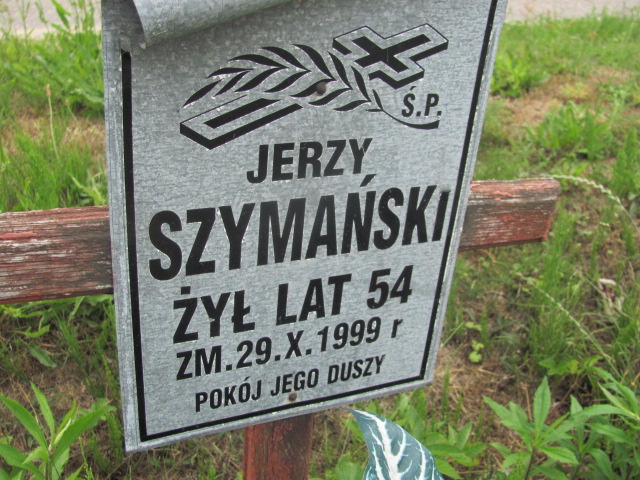 Ś.P.
JERZY
SZYMAŃSKI
ŻYŁ LAT 54
ZM.29.X.1999 r
POKÓJ JEGO DUSZY